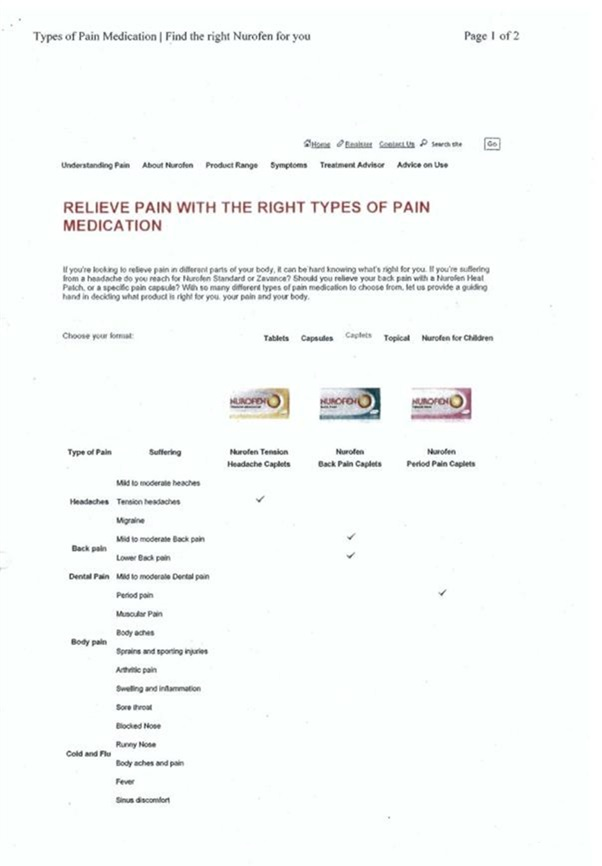 Types of Pain Medication | Find the right Nurofen for you Page 1 of 2
Home Register Contact Us Search site Go
Understanding Pain About Nurofen Product Range Symptoms Treatment Advisor Advice on Use
RELIEVE PAIN WITH THE RIGHT TYPES OF PAIN
MEDICATION
If you're looking to relieve pain in different parts of your body, it can be hard knowing what's right for you. If you're suffering
from a headache do you reach for Nurofen Standard or Zavance? Should you relieve your back pain with a Nurofen Heat
Patch, or a specific pain capsule? With so many different types of pain medication to choose from, let us provide a guiding
hand in deciding what product is right for you, your pain and your body.
Choose your format: Tablets Capsules Caplets Topical Nurofen for Children
NUROFEN NUROFEN NUROFEN
Type of Pain Suffering Nurofen Tension Nurofen Nurofen
Headache Caplets Back Pain Caplets Period Pain Caplets
Mild to moderate heaches
Headaches Tension headaches ✓
Migraine
Mild to moderate Back pain ✓
Back pain
Lower Back pain ✓
Dental Pain Mild to moderate Dental pain
Period pain ✓
Muscular Pain
Body aches
Body pain
Sprains and sporting injuries
Arthritic pain
Swelling and inflammation
Sore throat
Blocked Nose
Runny Nose
Cold and Flu
Body aches and pain
Fever
Sinus discomfort